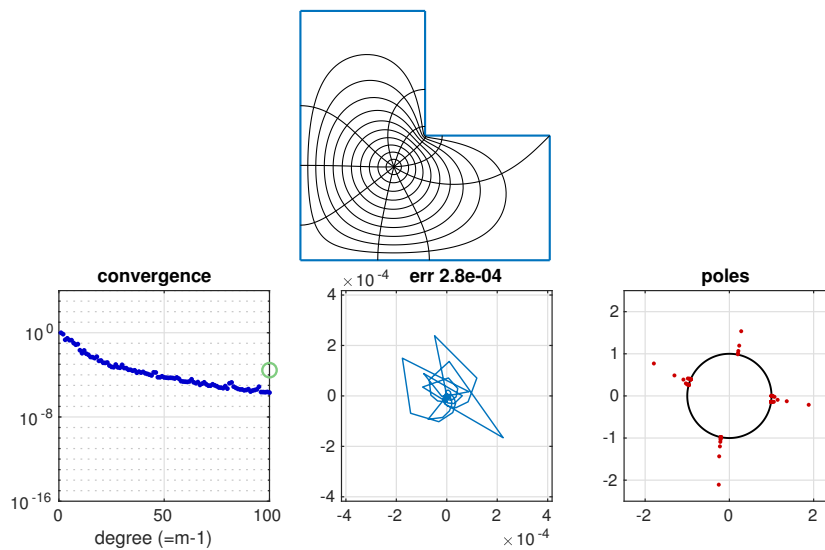 convergence
10^0
10^-8
10^-16
0 50 100
degree (=m-1)
×10^-4
err 2.8e-04
4
2
0
-2
-4
-4 -2 0 2 4
×10^-4
poles
2
1
0
-1
-2
-2 0 2